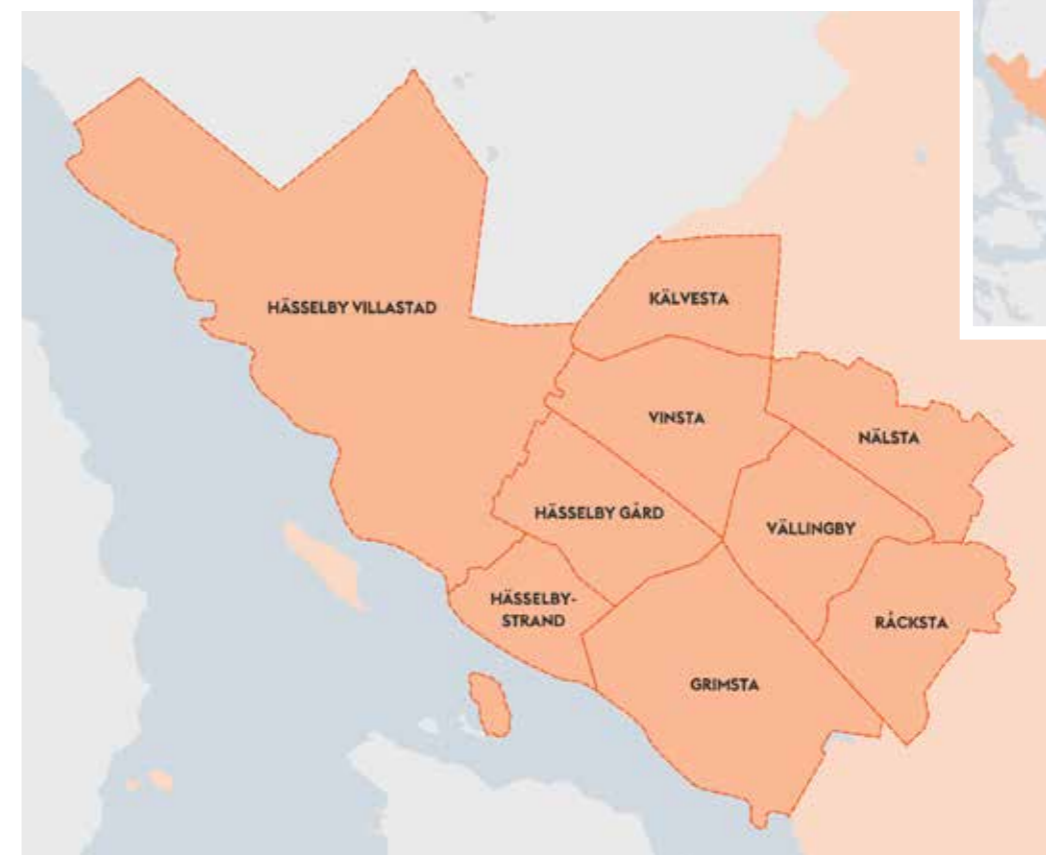 KÄLVESTA
HÄSSELBY VILLASTAD
VINSTA
NÄLSTA
HÄSSELBY GÅRD
VÄLLINGBY
HÄSSELBY-
STRAND
RÅCKSTA
GRIMSTA